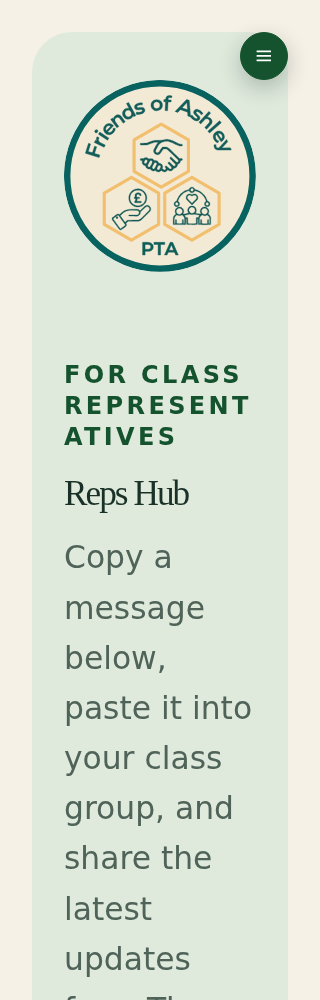 Friends of Ashley
£
PTA
FOR CLASS
REPRESENT
ATIVES
Reps Hub
Copy a
message
below,
paste it into
your class
group, and
share the
latest
updates